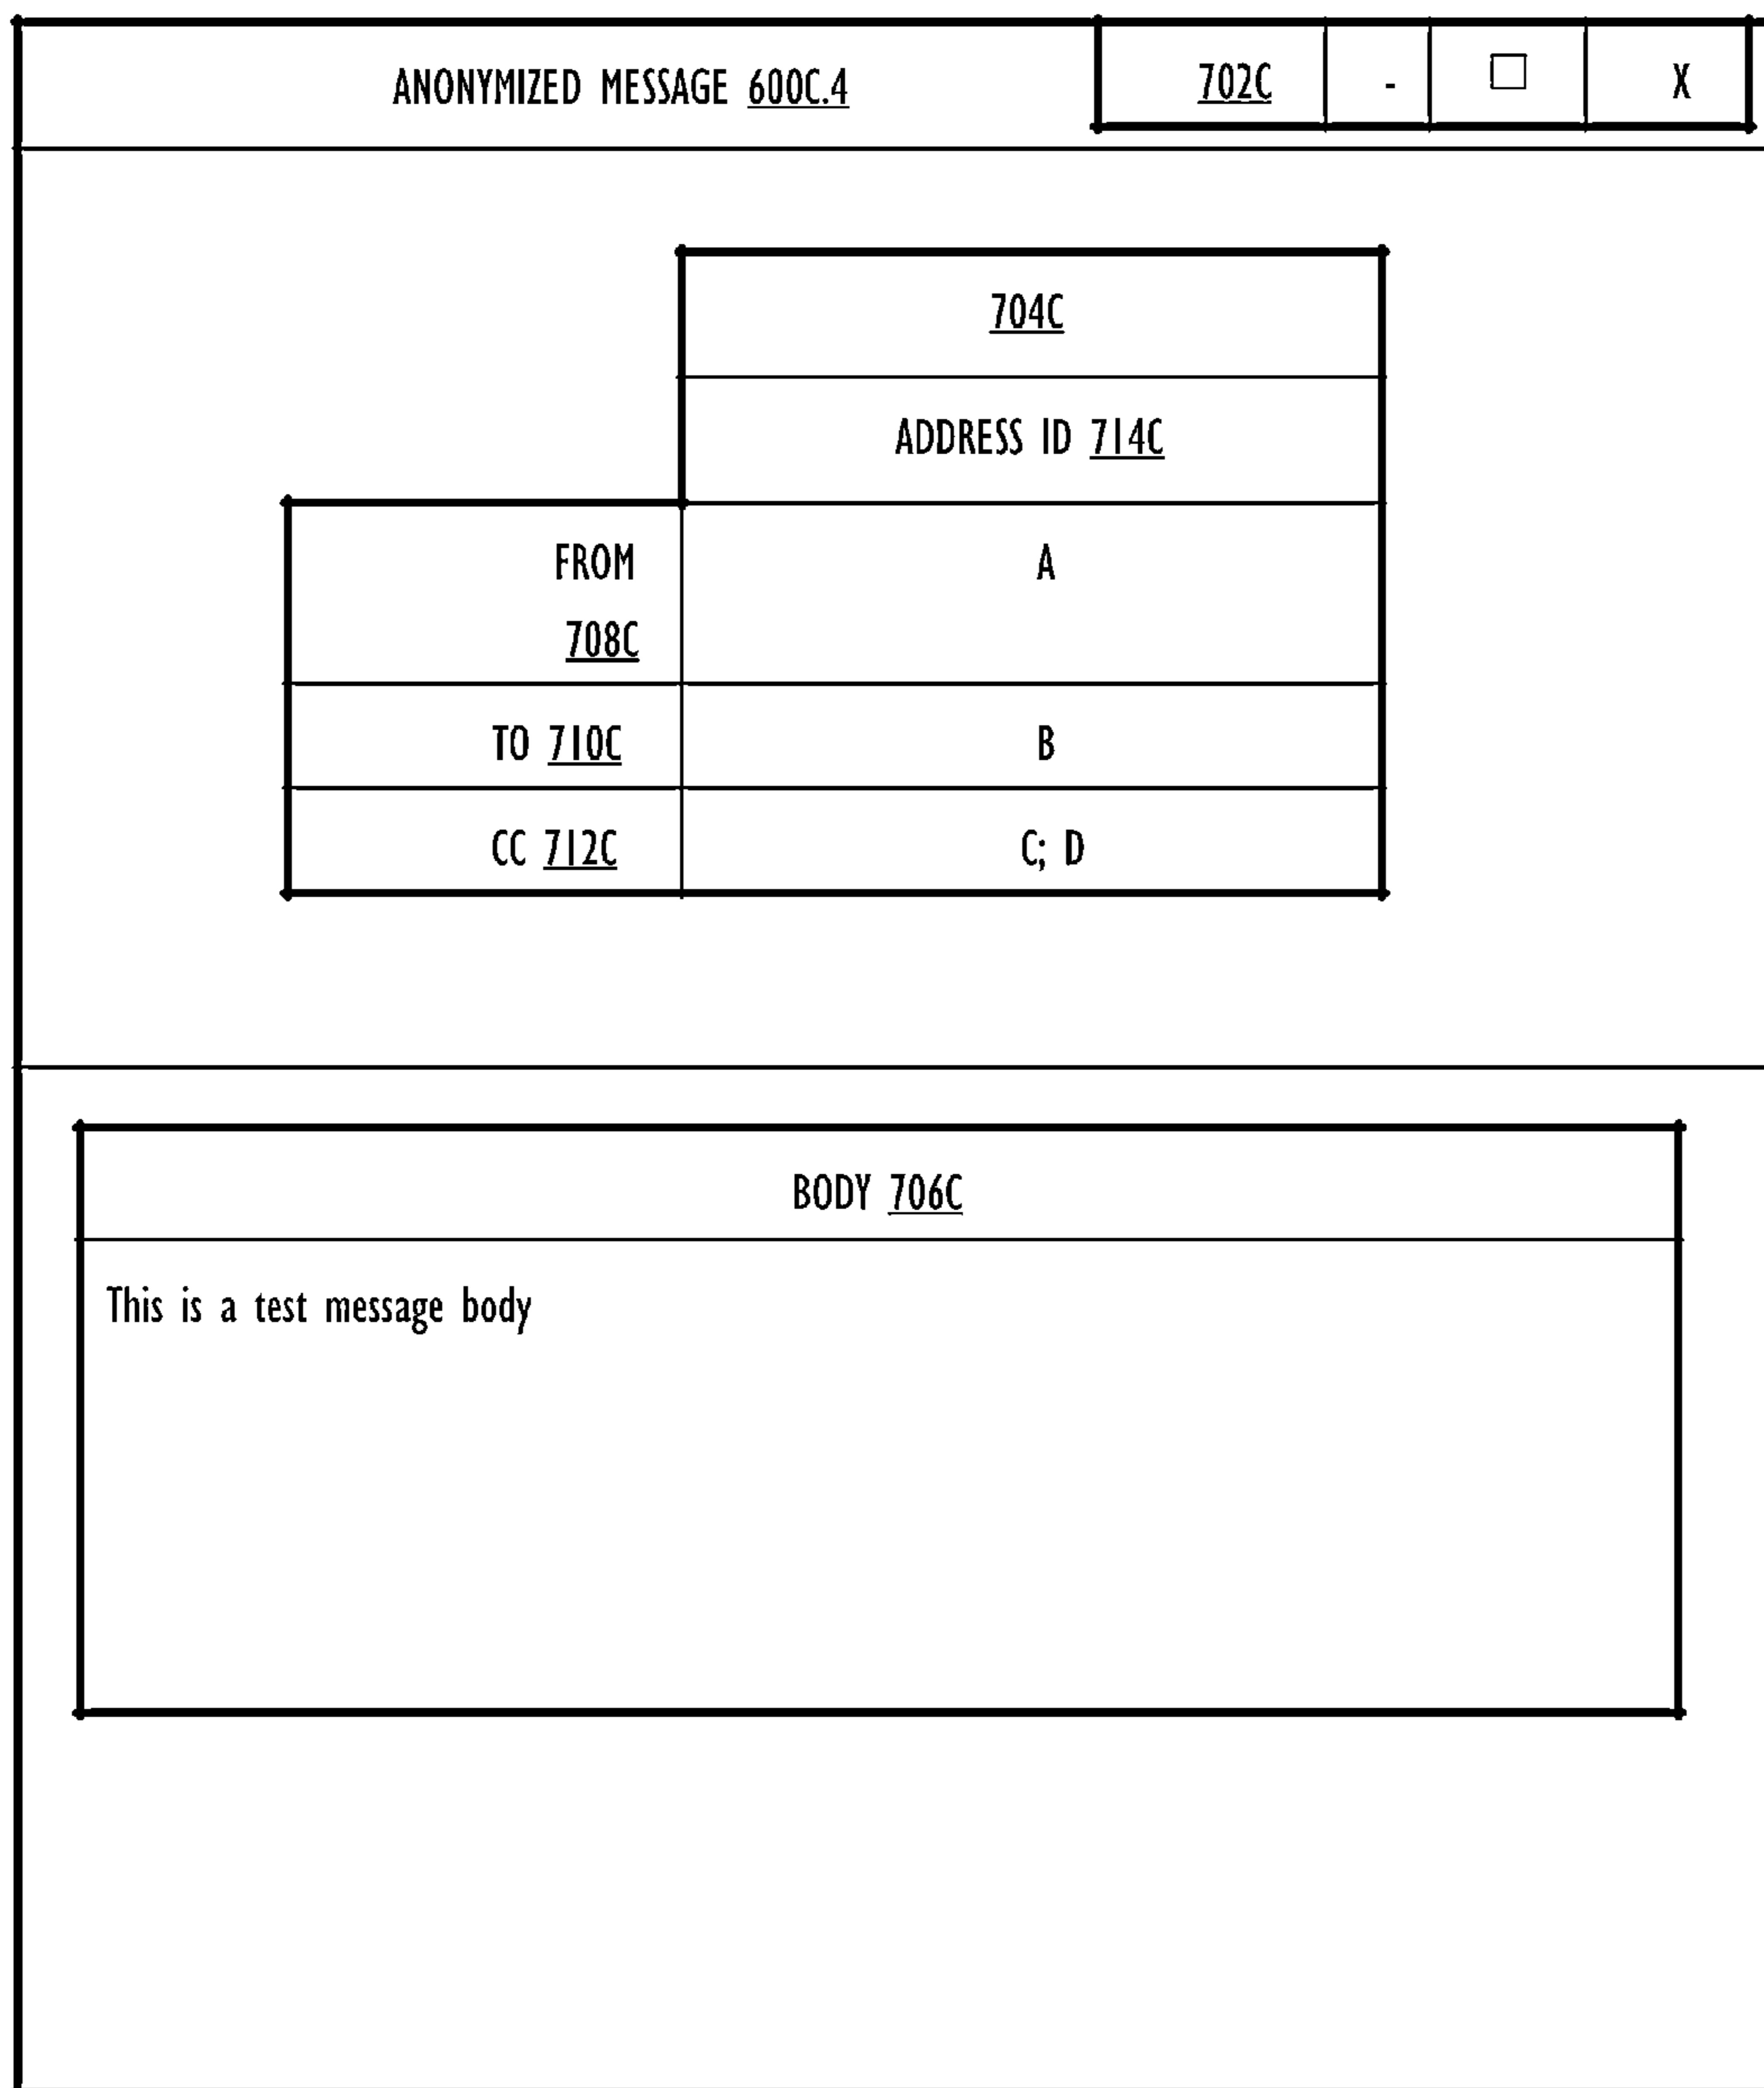 ANONYMIZED MESSAGE 600C.4
702C - □ X
704C
ADDRESS ID 714C
FROM A
708C
TO 710C B
CC 712C C; D
BODY 706C
This is a test message body